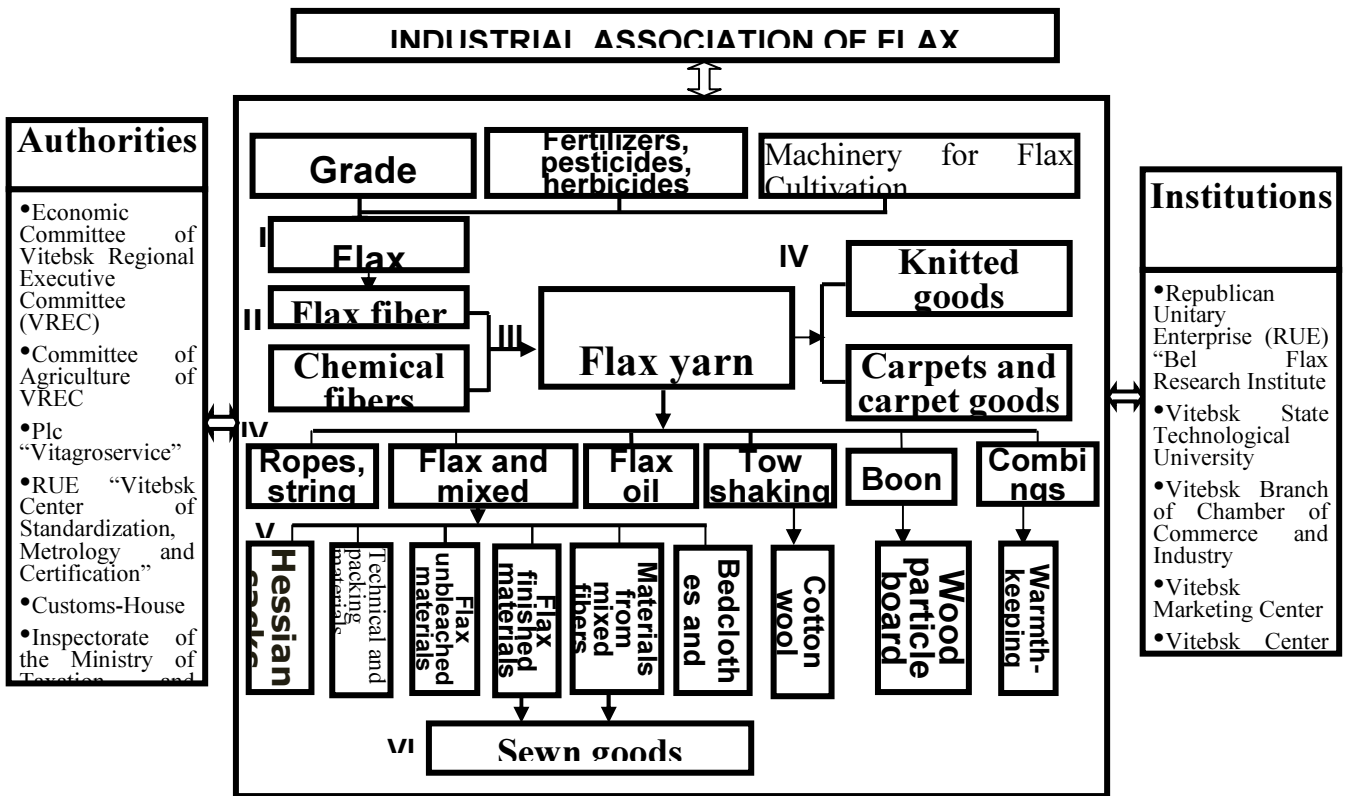 INDUSTRIAL ASSOCIATION OF FLAX
Authorities
•Economic
Committee of
Vitebsk Regional
Executive
Committee
(VREC)
•Committee of
Agriculture of
VREC
•Plc
“Vitagroservice”
•RUE “Vitebsk
Center of
Standardization,
Metrology and
Certification”
•Customs-House
•Inspectorate of
the Ministry of
Taxation and
Grade
Fertilizers,
pesticides,
herbicides
Machinery for Flax
Cultivation
I
Flax
II
Flax fiber
Chemical
fibers
III
Flax yarn
IV
Knitted
goods
Carpets and
carpet goods
IV
Ropes,
string
Flax and
mixed
Flax
oil
Tow
shaking
Boon
Combi
ngs
V
Hessian
sacks
Technical and
packing
materials
Flax
unbleached
materials
Flax
finished
materials
Materials
from
mixed
fibers
Bedcloth
es and
Cotton
wool
Wood
particle
board
Warmth-
keeping
VI
Sewn goods
Institutions
•Republican
Unitary
Enterprise (RUE)
“Bel Flax
Research Institute
•Vitebsk State
Technological
University
•Vitebsk Branch
of Chamber of
Commerce and
Industry
•Vitebsk
Marketing Center
•Vitebsk Center